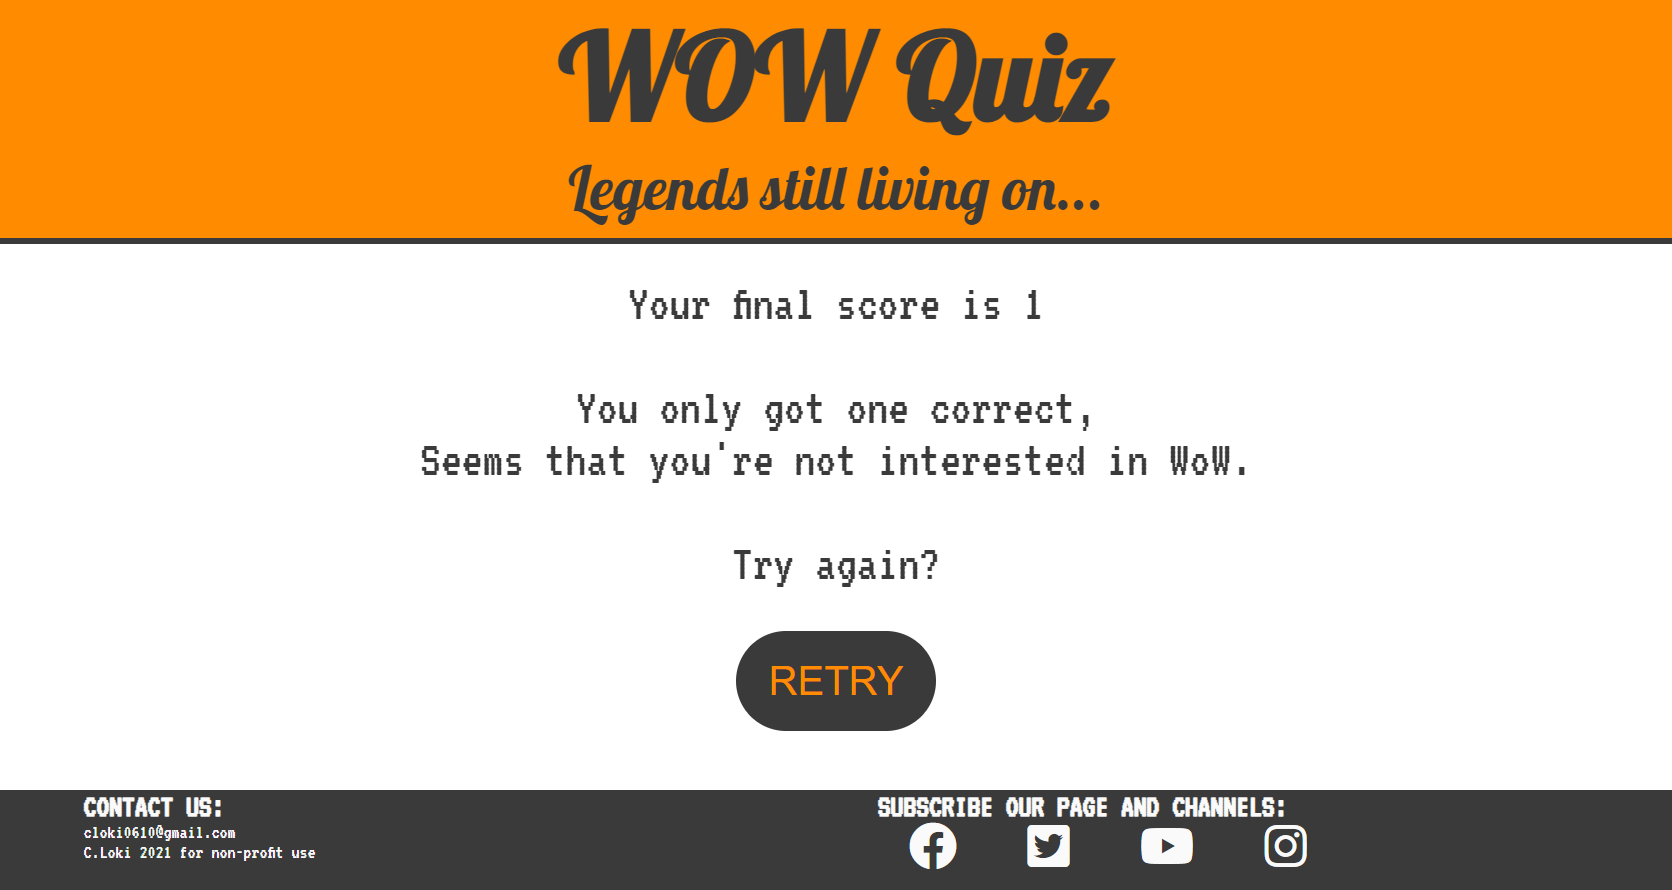 WOW Quiz
Legends still living on...
Your final score is 1
You only got one correct,
Seems that you're not interested in WoW.
Try again?
RETRY
CONTACT US:
cloki0610@gmail.com
C.Loki 2021 for non-profit use
SUBSCRIBE OUR PAGE AND CHANNELS: